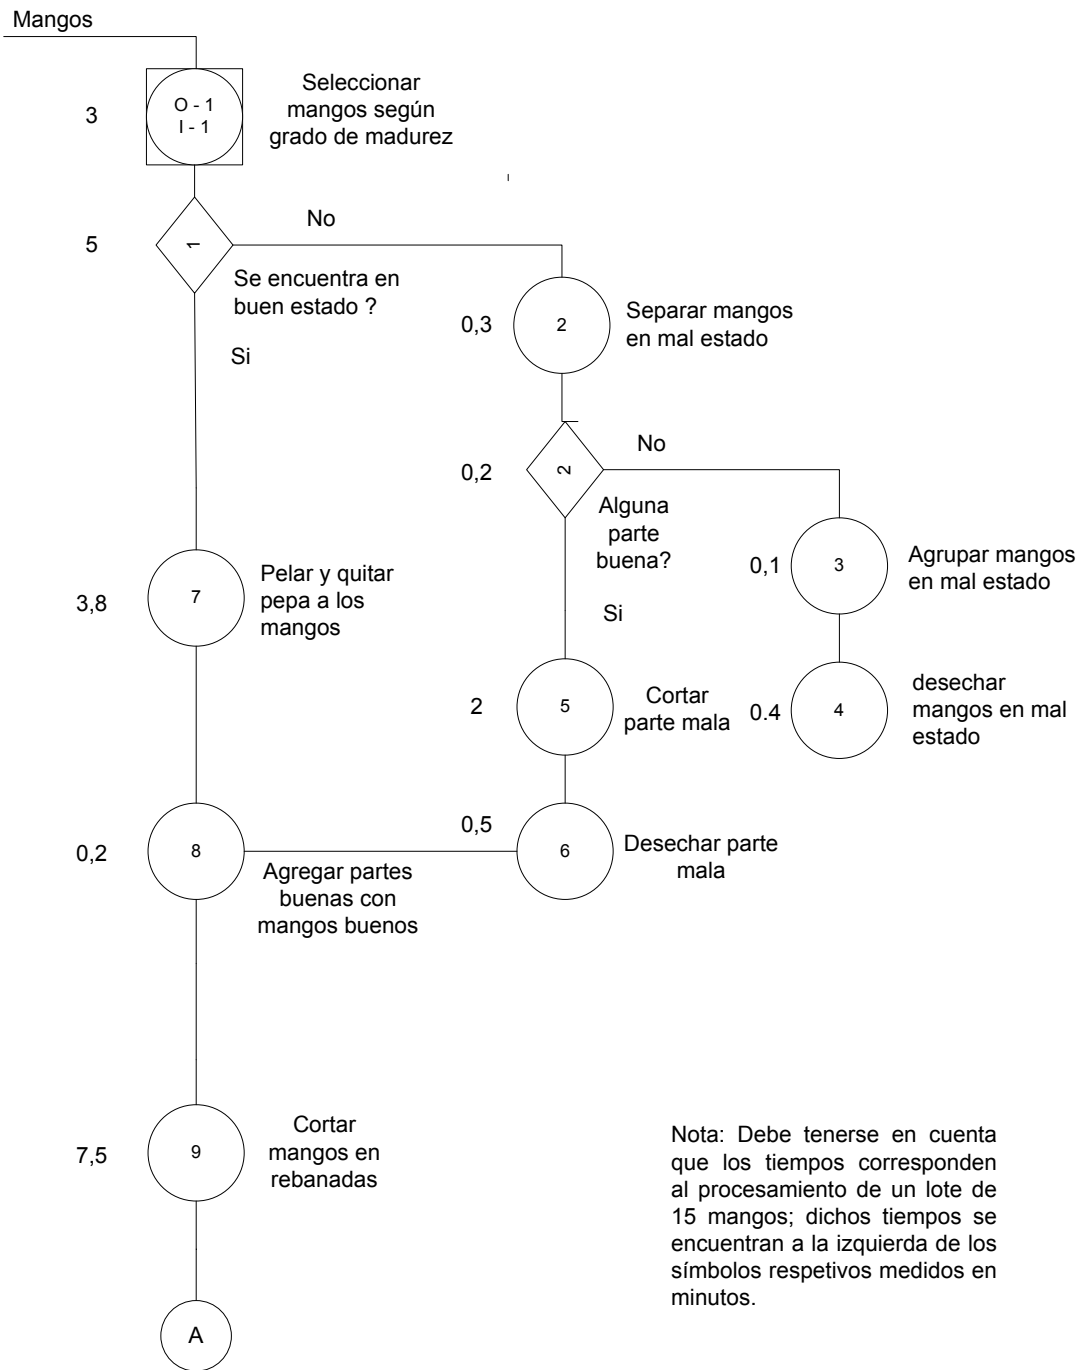 Mangos
3
O - 1
I - 1
Seleccionar
mangos según
grado de madurez
5
1
No
Se encuentra en
buen estado ?
Si
0,3
2
Separar mangos
en mal estado
0,2
2
No
Alguna
parte
buena?
Si
0,1
3
Agrupar mangos
en mal estado
3,8
7
Pelar y quitar
pepa a los
mangos
2
5
Cortar
parte mala
0.4
4
desechar
mangos en mal
estado
0,2
8
Agregar partes
buenas con
mangos buenos
0,5
6
Desechar parte
mala
7,5
9
Cortar
mangos en
rebanadas
Nota: Debe tenerse en cuenta
que los tiempos corresponden
al procesamiento de un lote de
15 mangos; dichos tiempos se
encuentran a la izquierda de los
símbolos respetivos medidos en
minutos.
A